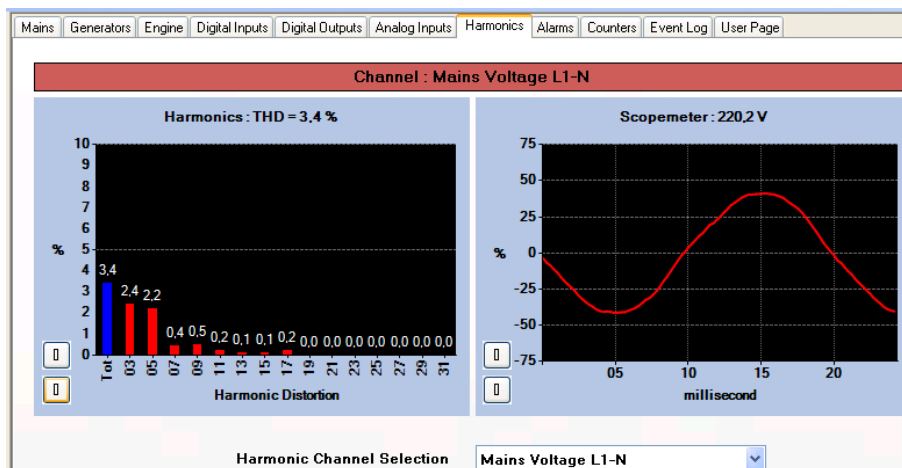 Mains Generators Engine Digital Inputs Digital Outputs Analog Inputs Harmonics Alarms Counters Event Log User Page
Channel : Mains Voltage L1-N
Harmonics : THD = 3,4 %
10
9
8
7
6
%
5
4
3
2
1
0
3,4 2,4 2,2 0,4 0,5 0,2 0,1 0,1 0,2 0,0 0,0 0,0 0,0 0,0 0,0 0,0
Tot 03 05 07 09 11 13 15 17 19 21 23 25 27 29 31
Harmonic Distortion
Scopemeter : 220,2 V
75
50
25
%
0
-25
-50
-75
05 10 15 20
millisecond
Harmonic Channel Selection Mains Voltage L1-N